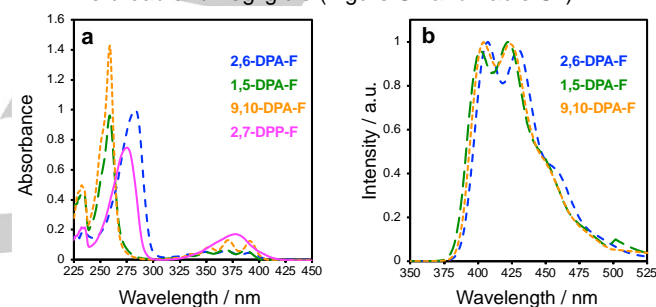 a
2,6-DPA-F
1,5-DPA-F
9,10-DPA-F
2,7-DPP-F
Absorbance
1.6
1.4
1.2
1
0.8
0.6
0.4
0.2
0
225 250 275 300 325 350 375 400 425 450
Wavelength / nm
b
2,6-DPA-F
1,5-DPA-F
9,10-DPA-F
Intensity / a.u.
1
0.8
0.6
0.4
0.2
0
350 375 400 425 450 475 500 525
Wavelength / nm